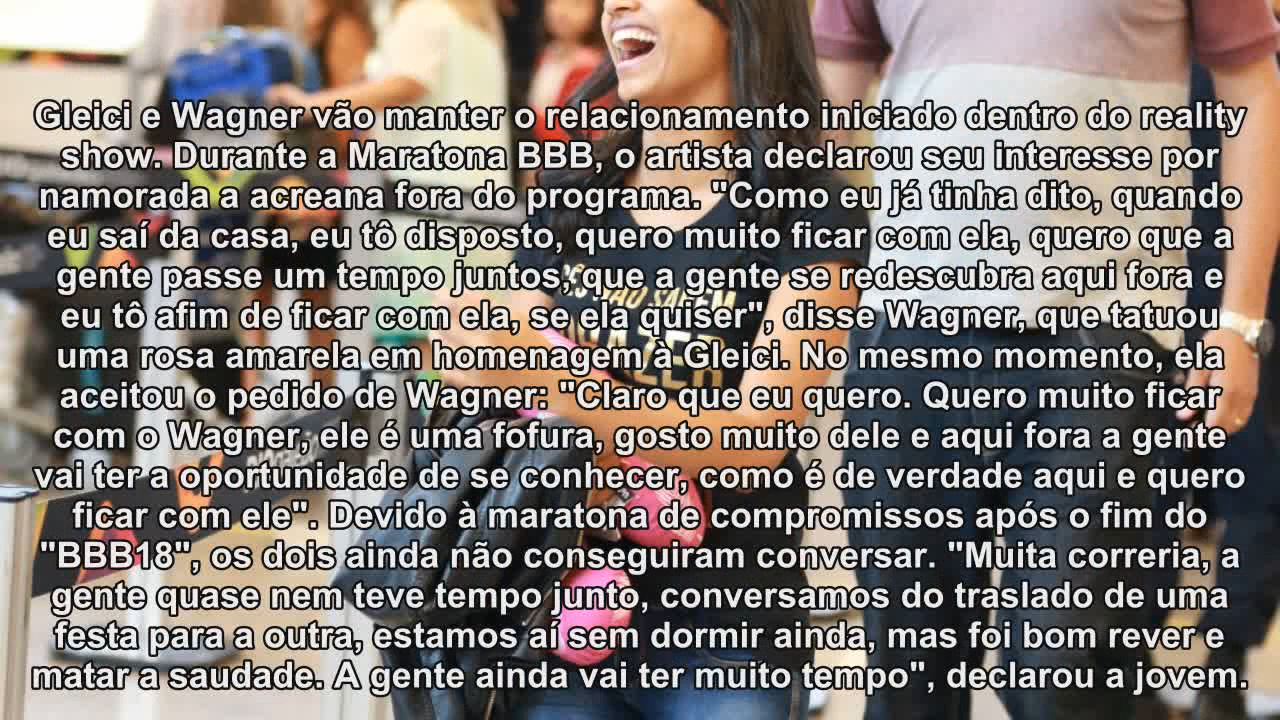 Gleici e Wagner vão manter o relacionamento iniciado dentro do reality
show. Durante a Maratona BBB, o artista declarou seu interesse por
namorada a acreana fora do programa. "Como eu já tinha dito, quando
eu saí da casa, eu tô disposto, quero muito ficar com ela, quero que a
gente passe um tempo juntos, que a gente se redescubra aqui fora e
eu tô afim de ficar com ela, se ela quiser", disse Wagner, que tatuou
uma rosa amarela em homenagem à Gleici. No mesmo momento, ela
aceitou o pedido de Wagner: "Claro que eu quero. Quero muito ficar
com o Wagner, ele é uma fofura, gosto muito dele e aqui fora a gente
vai ter a oportunidade de se conhecer, como é de verdade aqui e quero
ficar com ele". Devido à maratona de compromissos após o fim do
"BBB18", os dois ainda não conseguiram conversar. "Muita correria, a
gente quase nem teve tempo junto, conversamos do traslado de uma
festa para a outra, estamos aí sem dormir ainda, mas foi bom rever e
matar a saudade. A gente ainda vai ter muito tempo", declarou a jovem.